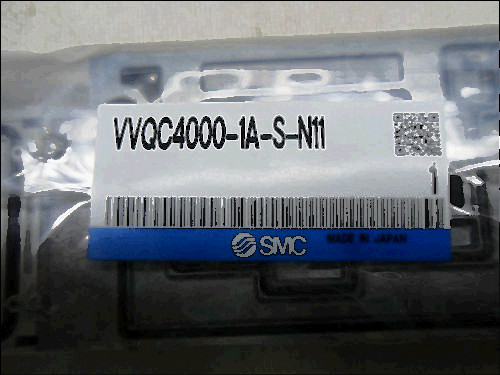 VVQC4000-1A-S-N11
1
SMC MADE IN JAPAN